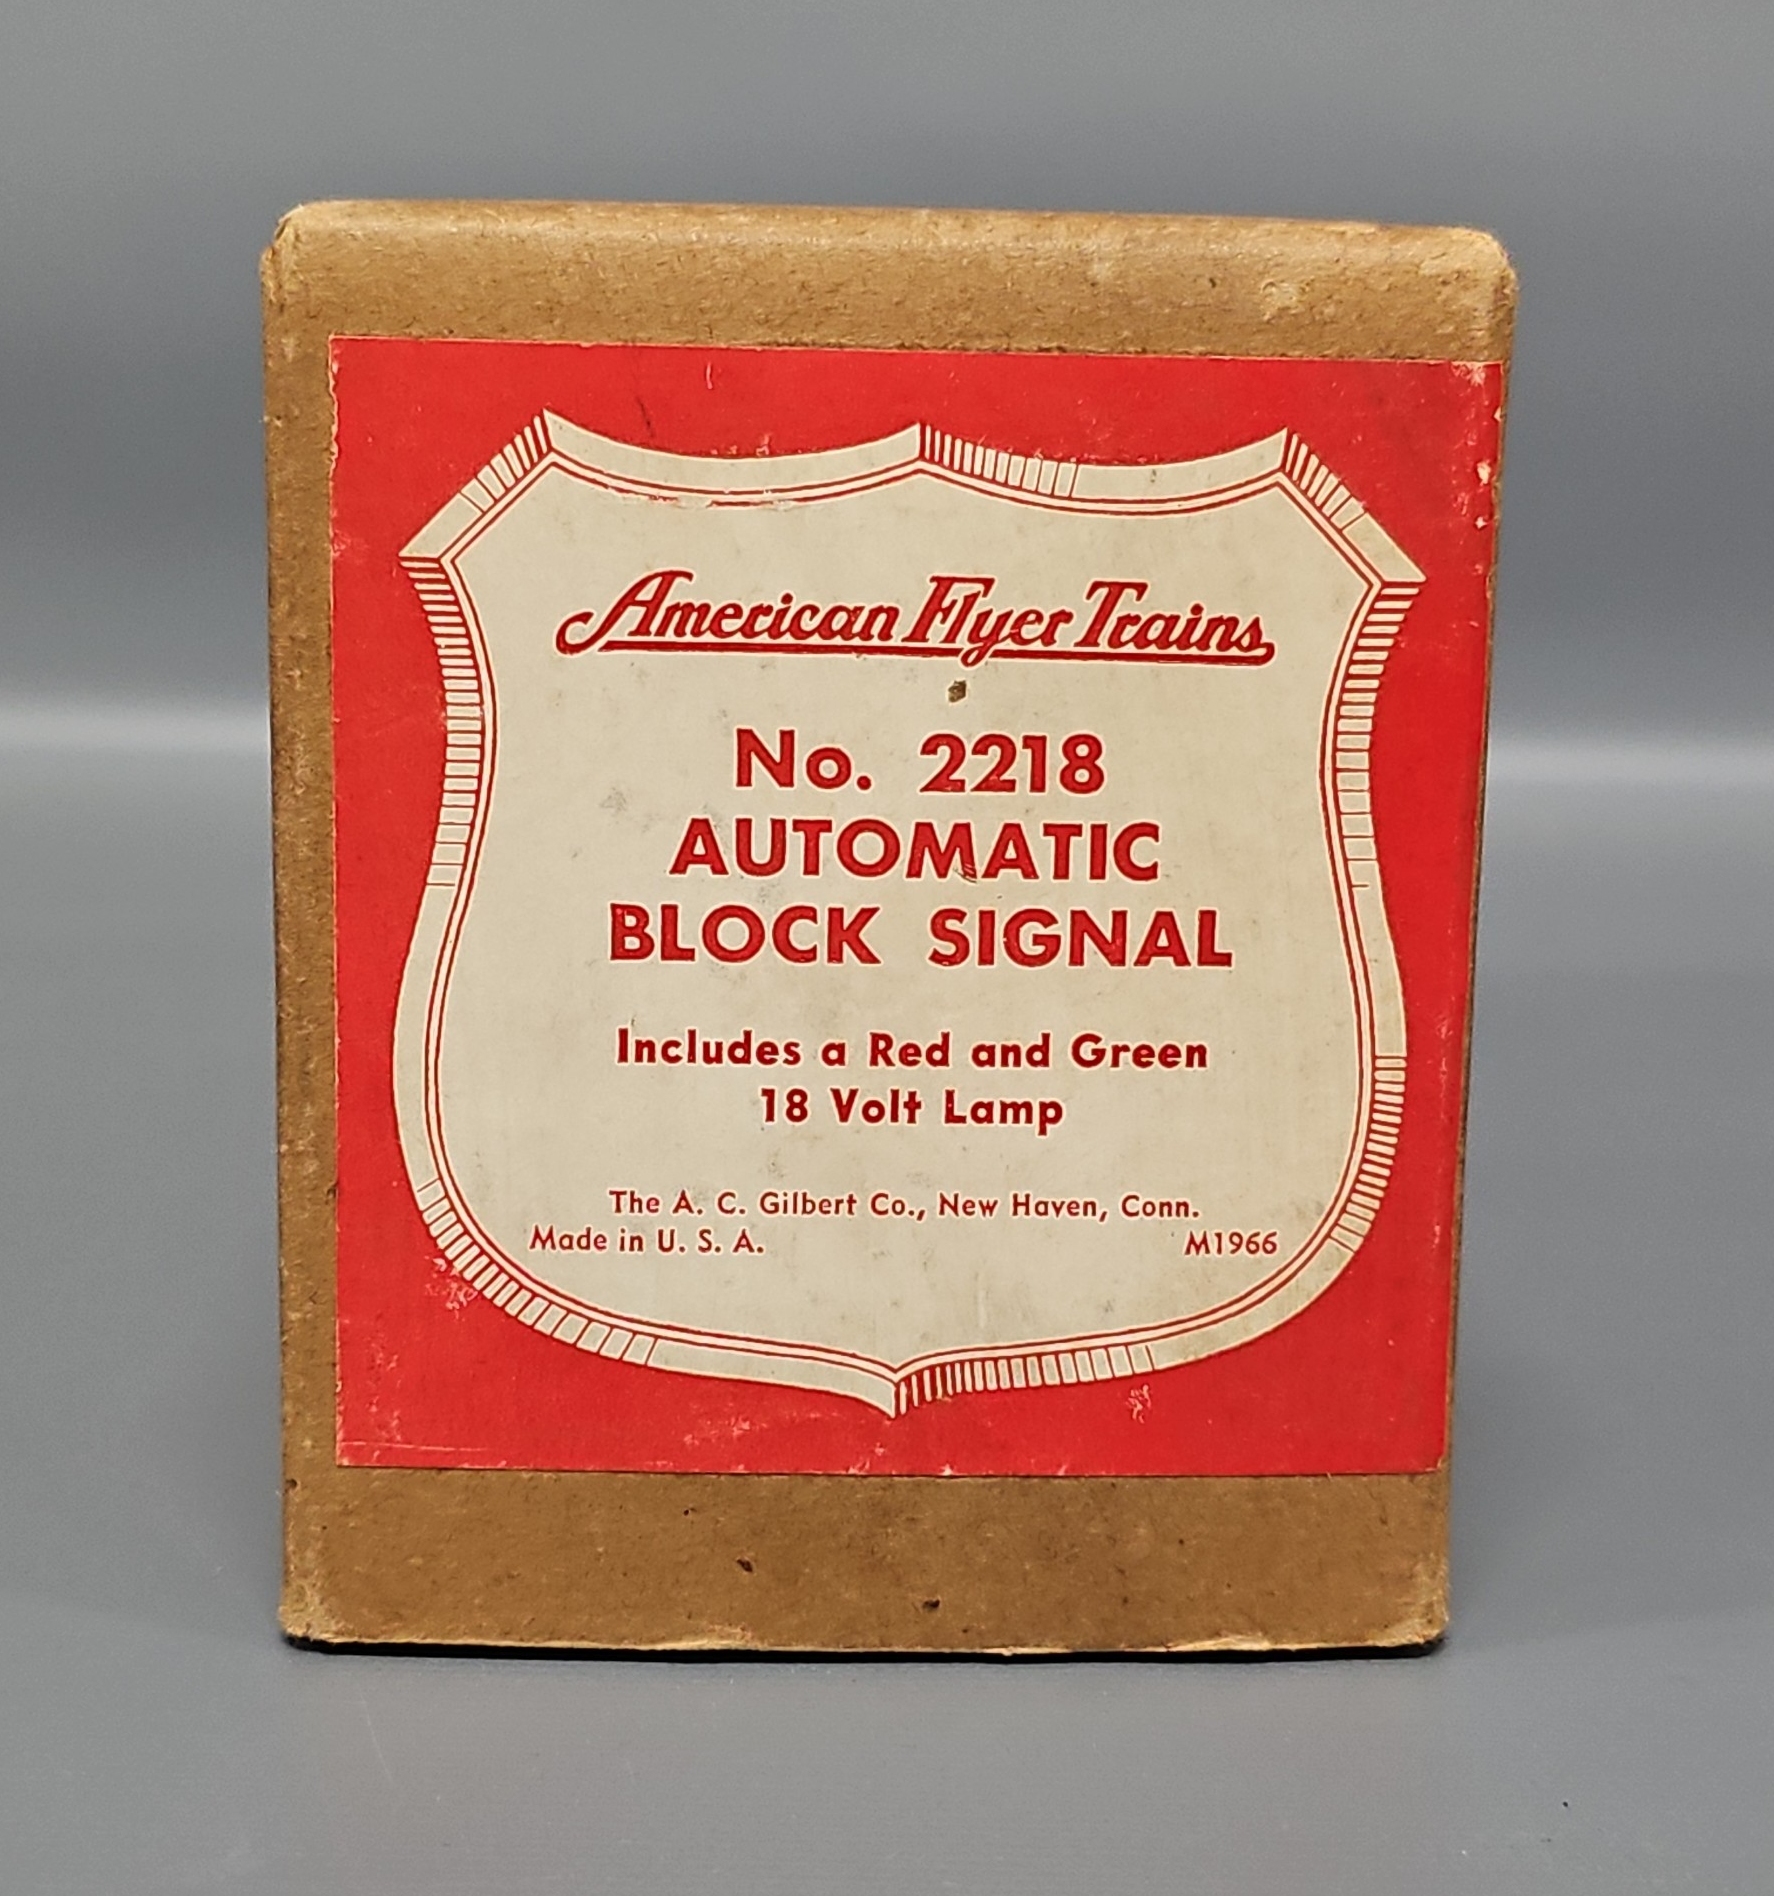 American Flyer Trains
No. 2218
AUTOMATIC
BLOCK SIGNAL
Includes a Red and Green
18 Volt Lamp
The A. C. Gilbert Co., New Haven, Conn.
Made in U. S. A. M1966